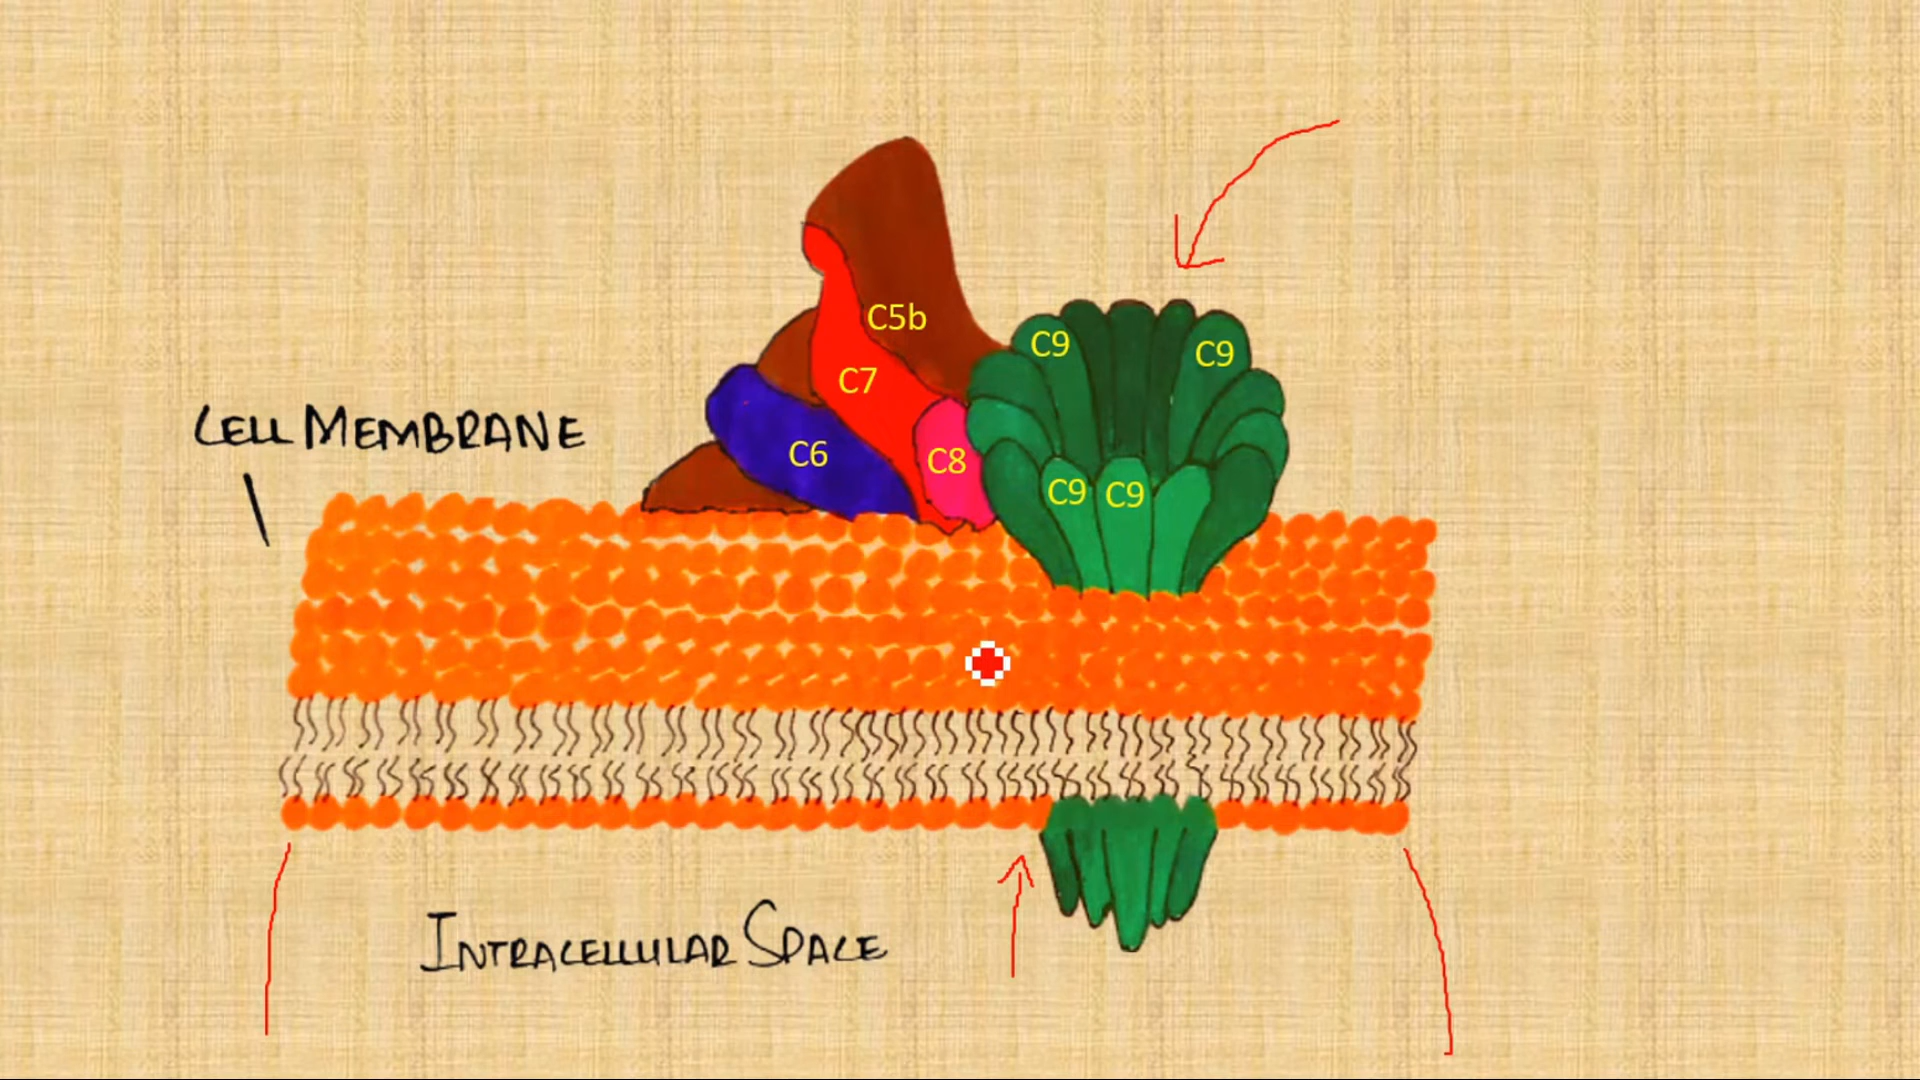 C5b
C9
C9
C7
CELL MEMBRANE
C6
C8
C9
C9
INTRACELLULAR SPACE